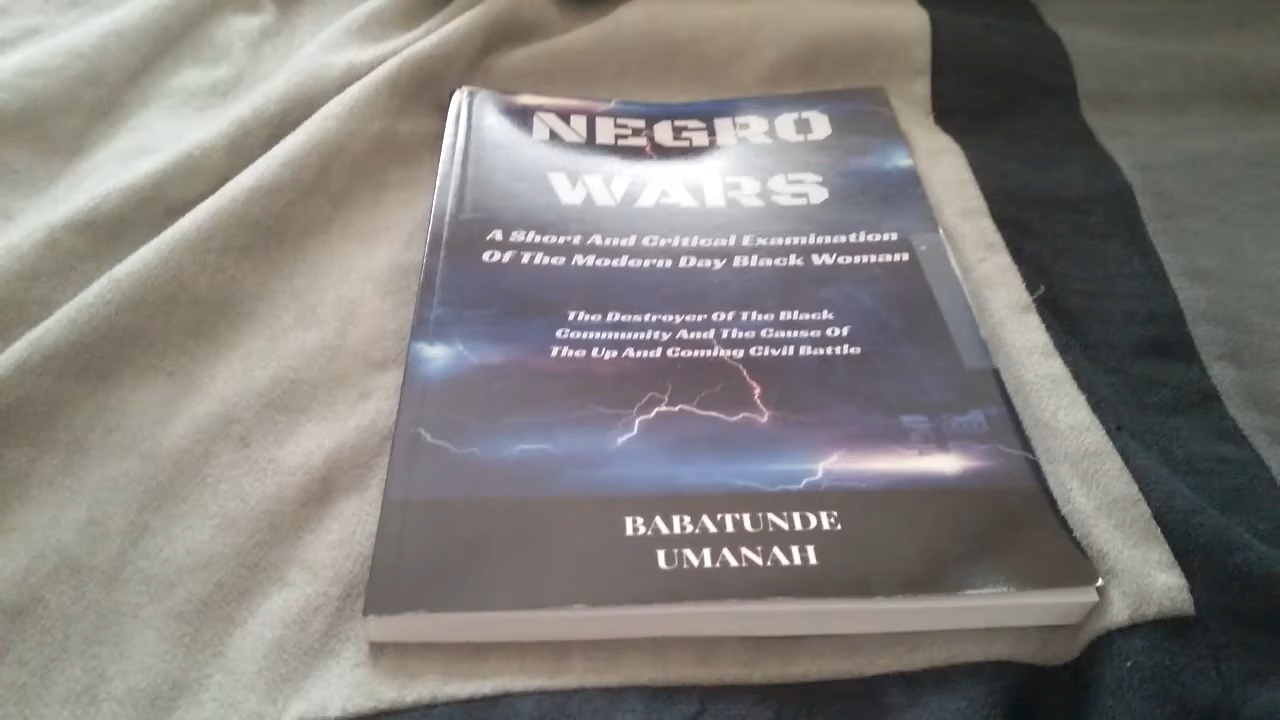 NEGRO
WARS
A Short And Critical Examination
Of The Modern Day Black Woman
The Destroyer Of The Black
Community And The Cause Of
The Up And Coming Civil Battle
BABATUNDE
UMANAH